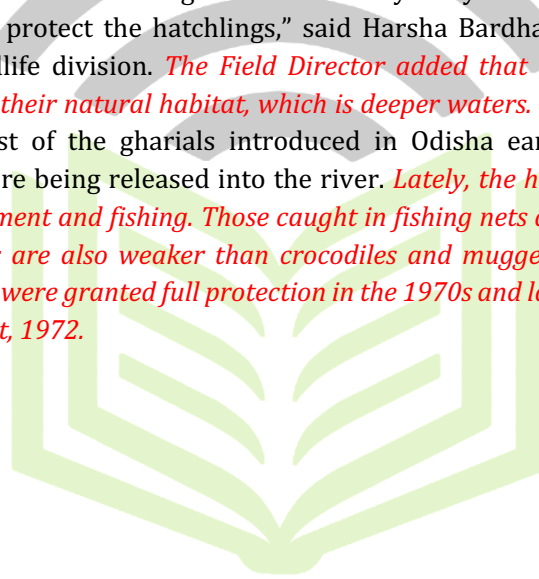 protect the hatchlings,” said Harsha Bardha
dlife division. The Field Director added that
their natural habitat, which is deeper waters.
st of the gharials introduced in Odisha ear
re being released into the river. Lately, the h
ment and fishing. Those caught in fishing nets
are also weaker than crocodiles and mugge
were granted full protection in the 1970s and l
t, 1972.